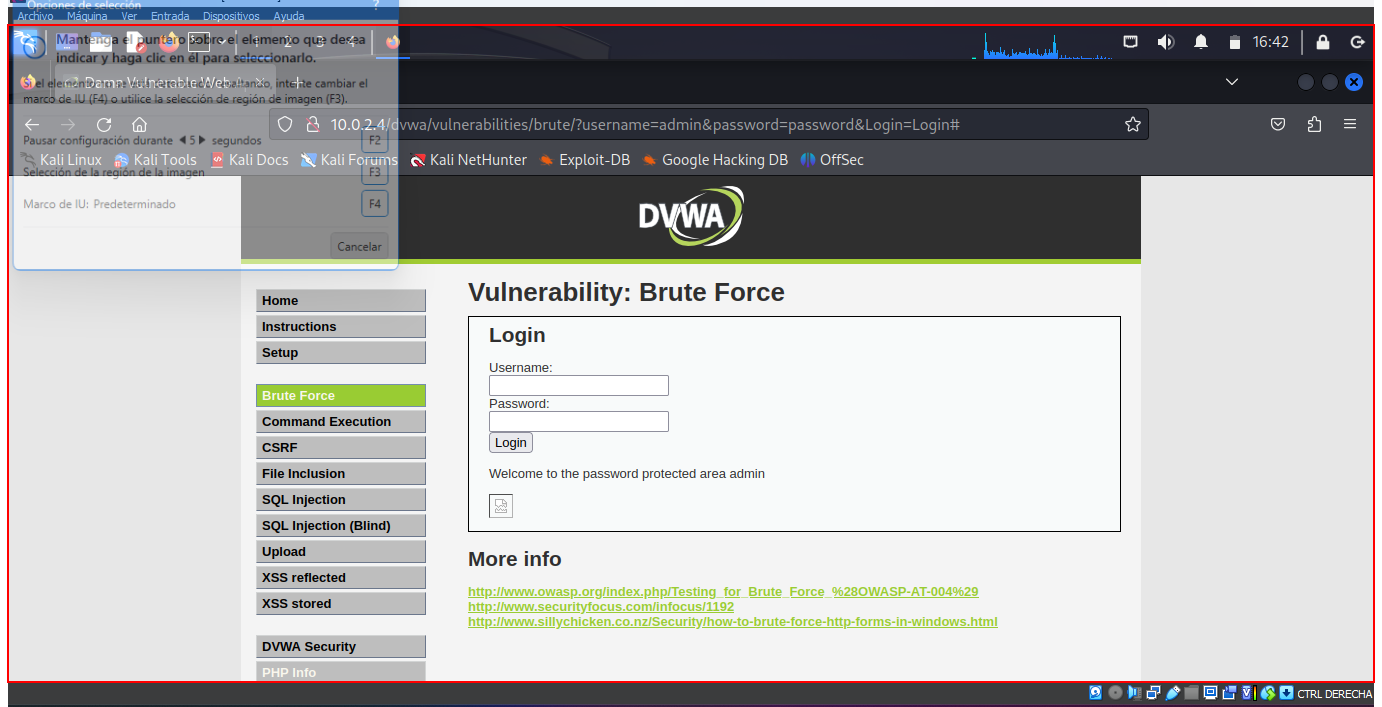 Opciones de selección ?
Archivo Máquina Ver Entrada Dispositivos Ayuda
Mantenga el puntero sobre el elemento que desea
indicar y haga clic en él para seleccionarlo.
1 2 3 4
16:42
Damn Vulnerable Web
Si el elemento no se está intente cambiar el
marco de IU (F4) o utilice la selección de región de imagen (F3).
10.0.2.4/dvwa/vulnerabilities/brute/?username=admin&password=password&Login=Login#
Pausar configuración durante 5 segundos F2
Kali Linux Kali Tools Kali Docs Kali Forums Kali NetHunter Exploit-DB Google Hacking DB OffSec
Selección de la región de la imagen F3
Marco de IU: Predeterminado F4
Cancelar
DVWA
Home
Instructions
Setup
Brute Force
Command Execution
CSRF
File Inclusion
SQL Injection
SQL Injection (Blind)
Upload
XSS reflected
XSS stored
DVWA Security
PHP Info
Vulnerability: Brute Force
Login
Username:
Password:
Login
Welcome to the password protected area admin
More info
http://www.owasp.org/index.php/Testing_for_Brute_Force_%28OWASP-AT-004%29
http://www.securityfocus.com/infocus/1192
http://www.sillychicken.co.nz/Security/how-to-brute-force-http-forms-in-windows.html
CTRL DERECHA